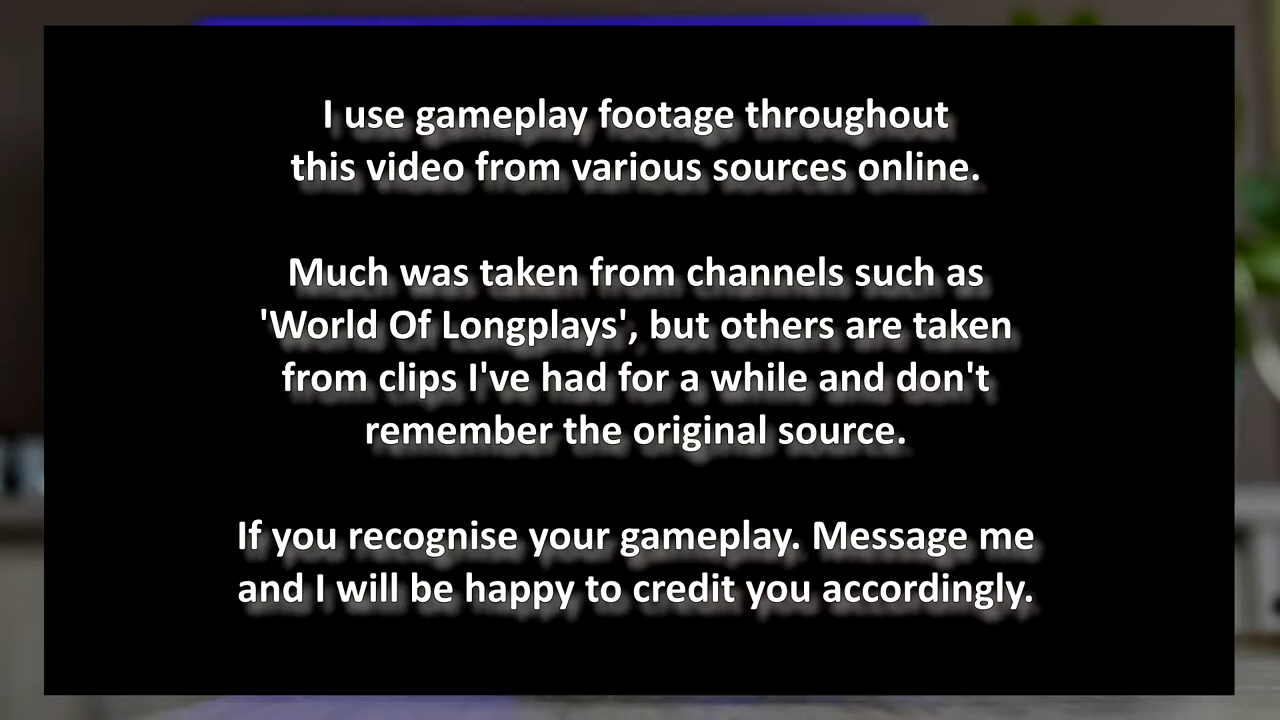 I use gameplay footage throughout
this video from various sources online.
Much was taken from channels such as
'World Of Longplays', but others are taken
from clips I've had for a while and don't
remember the original source.
If you recognise your gameplay. Message me
and I will be happy to credit you accordingly.